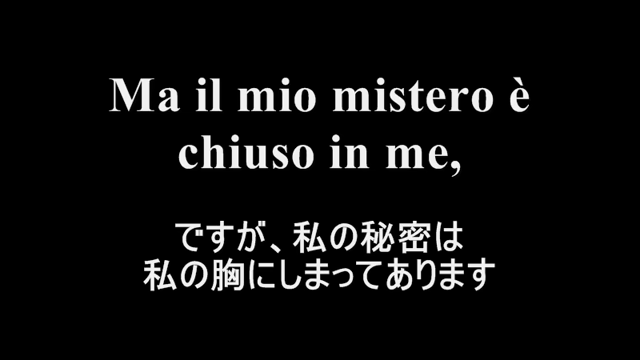 Ma il mio mistero è
chiuso in me,
ですが、私の秘密は
私の胸にしまってあります